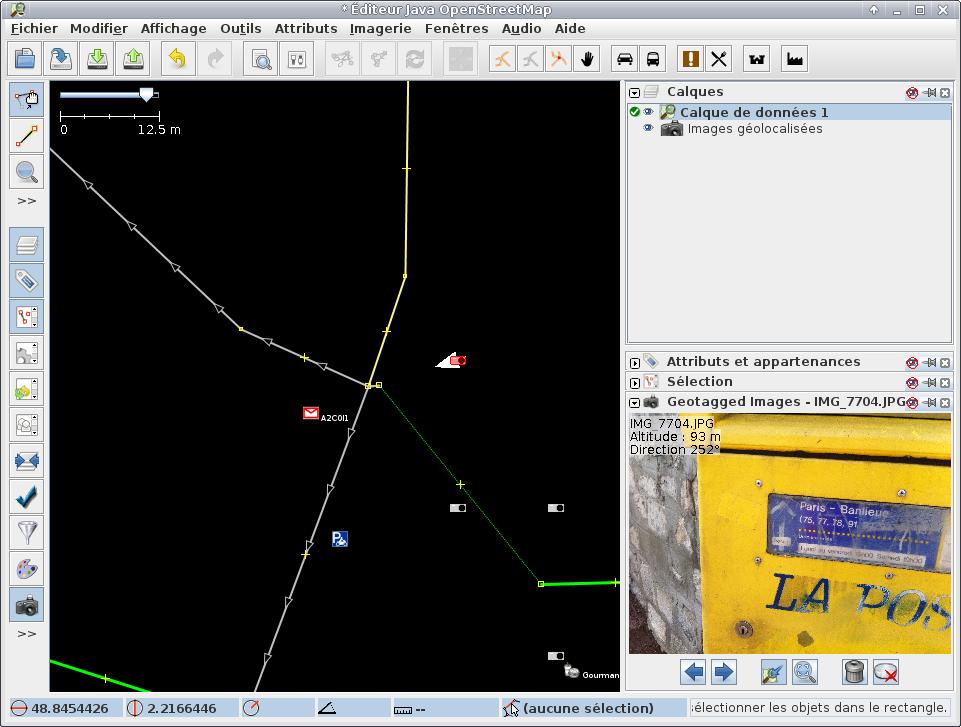 * Éditeur Java OpenStreetMap
Fichier Modifier Affichage Outils Attributs Imagerie Fenêtres Audio Aide
0 12.5 m
>>
>>
A2C0I1
Gourman
Calques
Calque de données 1
Images géolocalisées
Attributs et appartenances
Sélection
Geotagged Images - IMG_7704.JPG
IMG_7704.JPG
Altitude : 93 m
Direction 252°
Paris - Banlieue
(75, 77, 78, 91
LA POS
48.8454426 2.2166446 -- (aucune sélection) électionner les objets dans le rectangle.